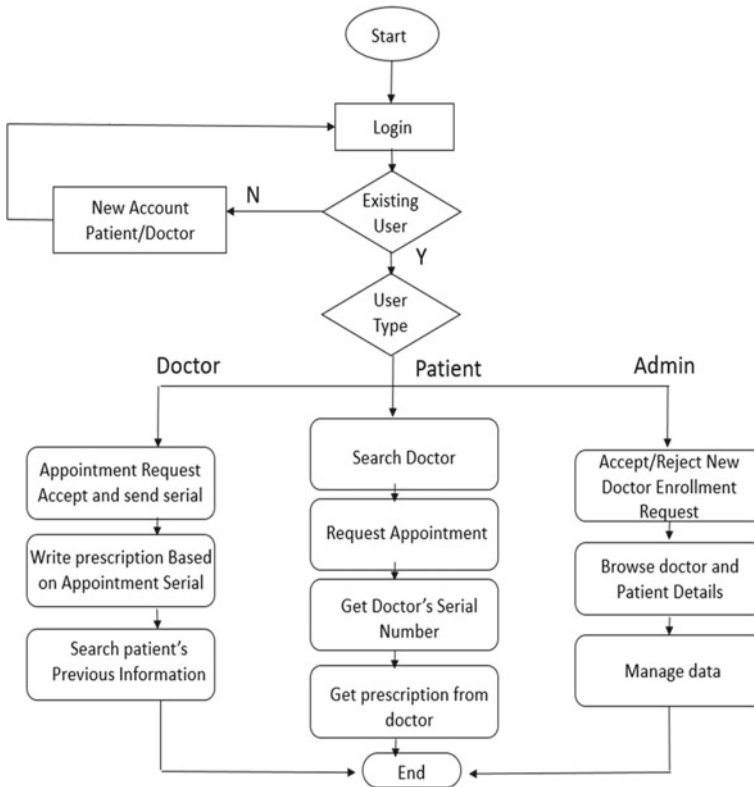 Start
Login
N
New Account
Patient/Doctor
Existing
User
Y
User
Type
Doctor
Patient
Admin
Appointment Request
Accept and send serial
Write prescription Based
on Appointment Serial
Search patient's
Previous Information
Search Doctor
Request Appointment
Get Doctor's Serial
Number
Get prescription from
doctor
Accept/Reject New
Doctor Enrollment
Request
Browse doctor and
Patient Details
Manage data
End